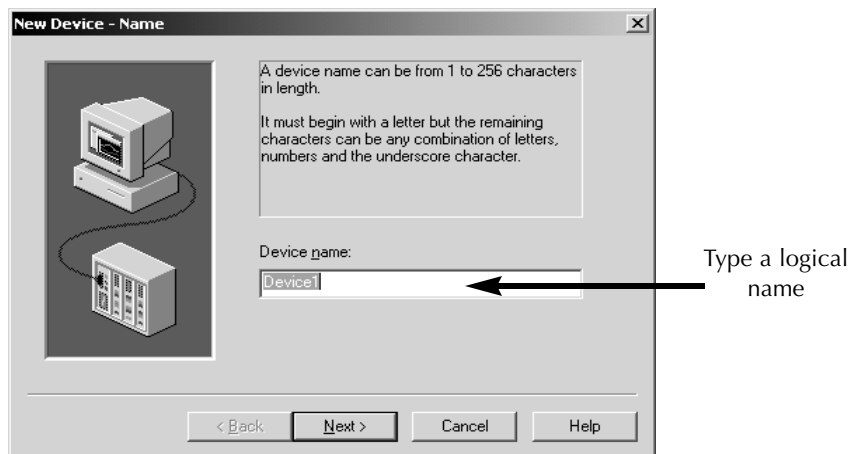 New Device - Name
A device name can be from 1 to 256 characters
in length.
It must begin with a letter but the remaining
characters can be any combination of letters,
numbers and the underscore character.
Device name:
Device1
Type a logical
name
< Back
Next >
Cancel
Help